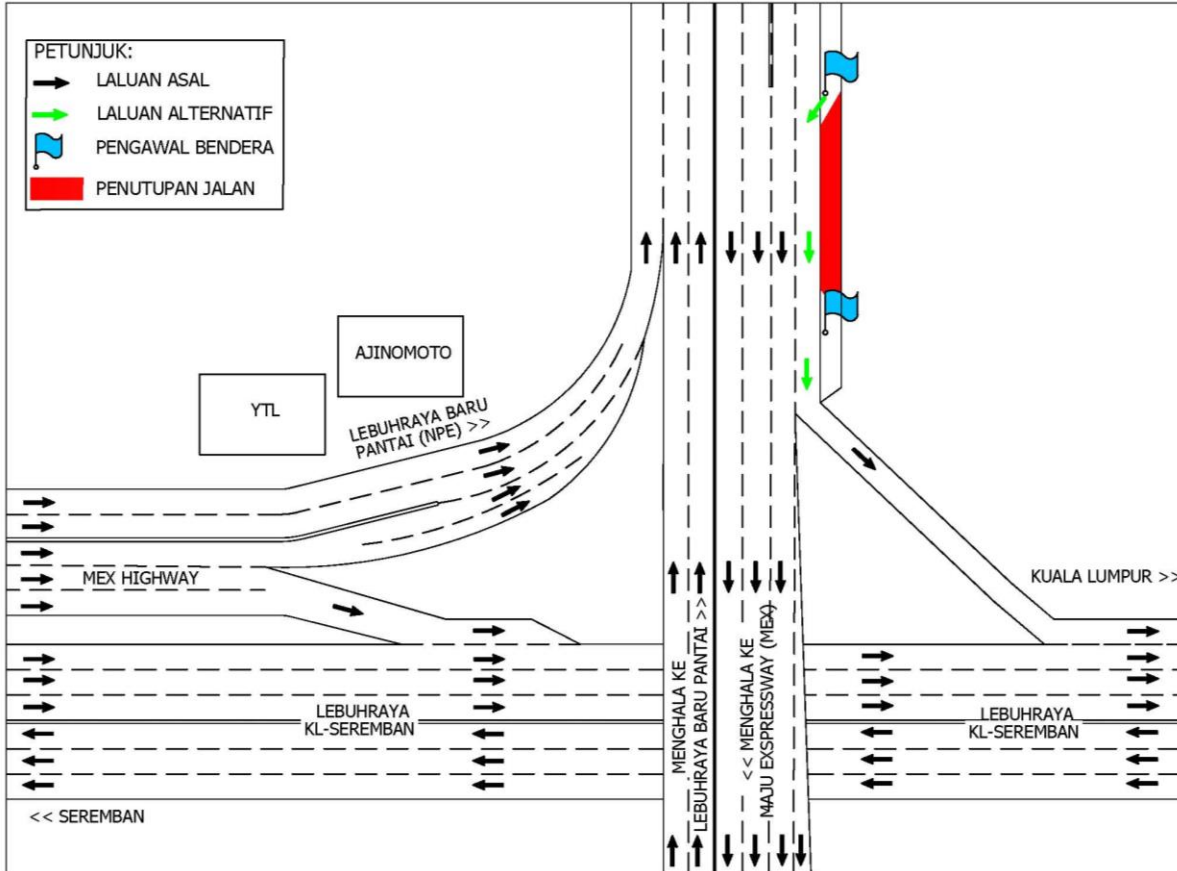 PETUNJUK:
LALUAN ASAL
LALUAN ALTERNATIF
PENGAWAL BENDERA
PENUTUPAN JALAN
AJINOMOTO
YTL
LEBUHRAYA BARU
PANTAI (NPE) >>
MEX HIGHWAY
KUALA LUMPUR >>
MENGHALA KE
LEBUHRAYA BARU PANTAI >>
<< MENGHALA KE
MAJU EXSPRESSWAY (MEX)
LEBUHRAYA
KL-SEREMBAN
LEBUHRAYA
KL-SEREMBAN
<< SEREMBAN